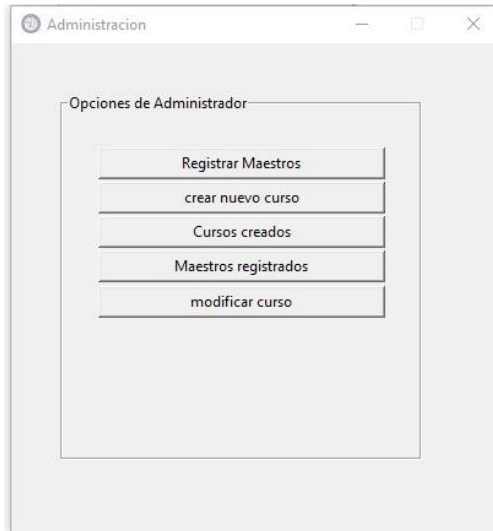 Administracion
Opciones de Administrador
Registrar Maestros
crear nuevo curso
Cursos creados
Maestros registrados
modificar curso